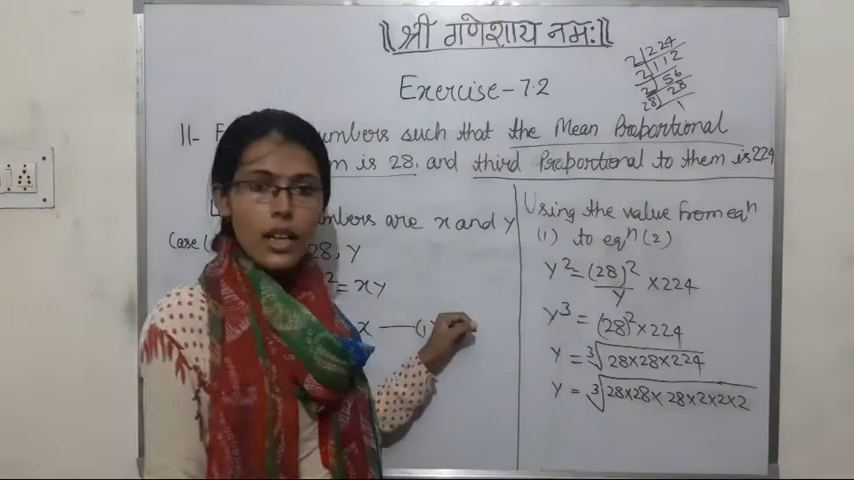 ॥ श्री गणेशाय नमः ॥
Exercise-7.2
2|224
2|112
2|56
28|28
1
11- umbers such that the Mean Proportional
m is 28, and third Proportional to them is 224
umbers are x and y
Case(
28, y
2 = xy
x —(1)
Using the value from eqⁿ
(1) to eqⁿ (2)
y² = (28)²/y ×224
y³ = (28)²×224
y = ³√28×28×224
y = ³√28×28×28×2×2×2